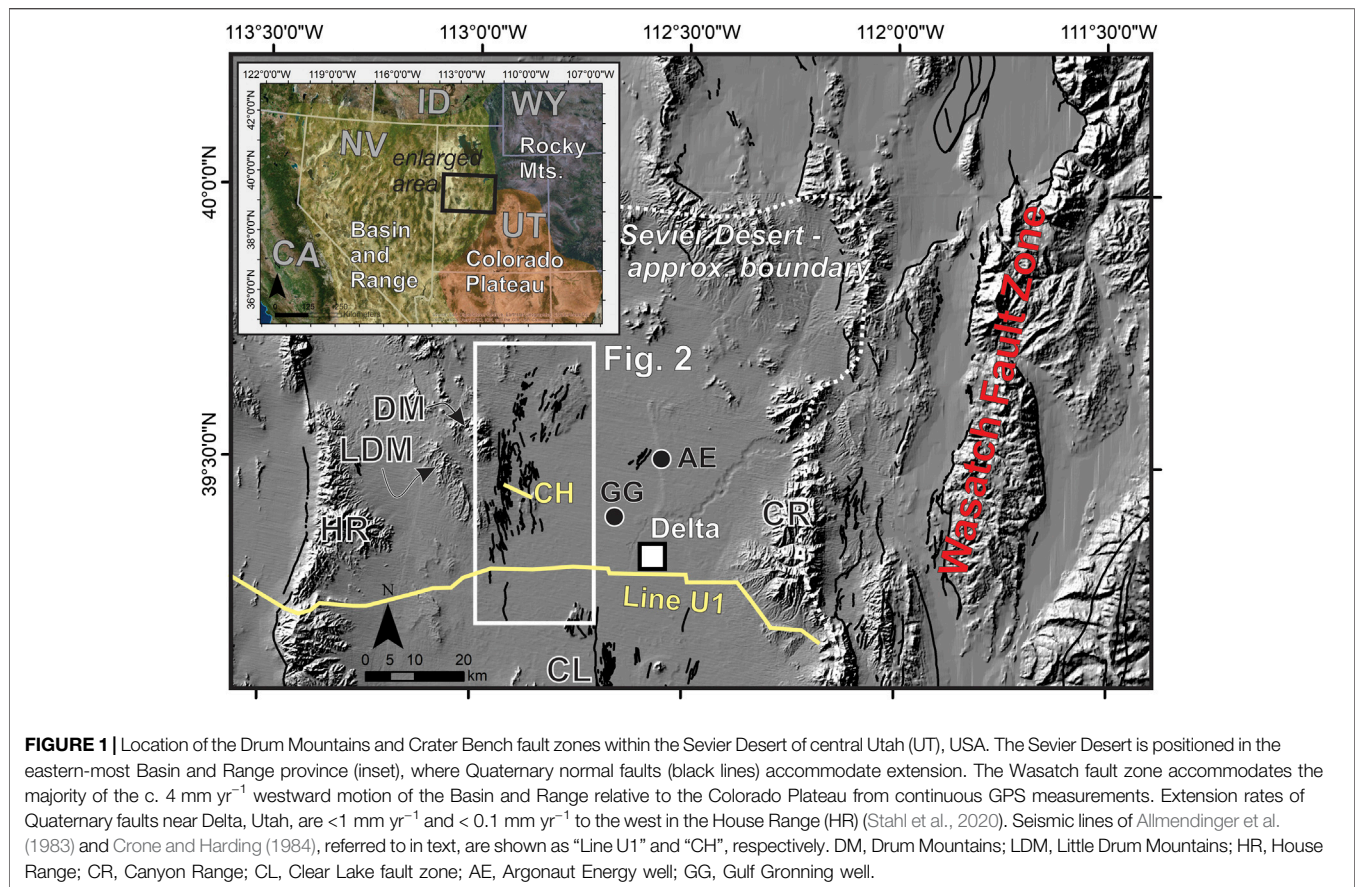 113°30'0"W 113°0'0"W 112°30'0"W 112°0'0"W 111°30'0"W
122°0'0"W 119°0'0"W 116°0'0"W 113°0'0"W 110°0'0"W 107°0'0"W
42°0'0"N
40°0'0"N
38°0'0"N
36°0'0"N
ID
WY
NV
Rocky
Mts.
enlarged
area
UT
CA
Basin
and
Range
Colorado
Plateau
0 125 250
Kilometers
40°0'0"N
39°30'0"N
Sevier Desert -
approx. boundary
Wasatch Fault Zone
Fig. 2
DM
LDM
AE
CH
GG
HR
Delta
CR
Line U1
N
0 5 10 20
km
CL
FIGURE 1 | Location of the Drum Mountains and Crater Bench fault zones within the Sevier Desert of central Utah (UT), USA. The Sevier Desert is positioned in the
eastern-most Basin and Range province (inset), where Quaternary normal faults (black lines) accommodate extension. The Wasatch fault zone accommodates the
majority of the c. 4 mm yr⁻¹ westward motion of the Basin and Range relative to the Colorado Plateau from continuous GPS measurements. Extension rates of
Quaternary faults near Delta, Utah, are <1 mm yr⁻¹ and < 0.1 mm yr⁻¹ to the west in the House Range (HR) (Stahl et al., 2020). Seismic lines of Allmendinger et al.
(1983) and Crone and Harding (1984), referred to in text, are shown as “Line U1” and “CH”, respectively. DM, Drum Mountains; LDM, Little Drum Mountains; HR, House
Range; CR, Canyon Range; CL, Clear Lake fault zone; AE, Argonaut Energy well; GG, Gulf Gronning well.